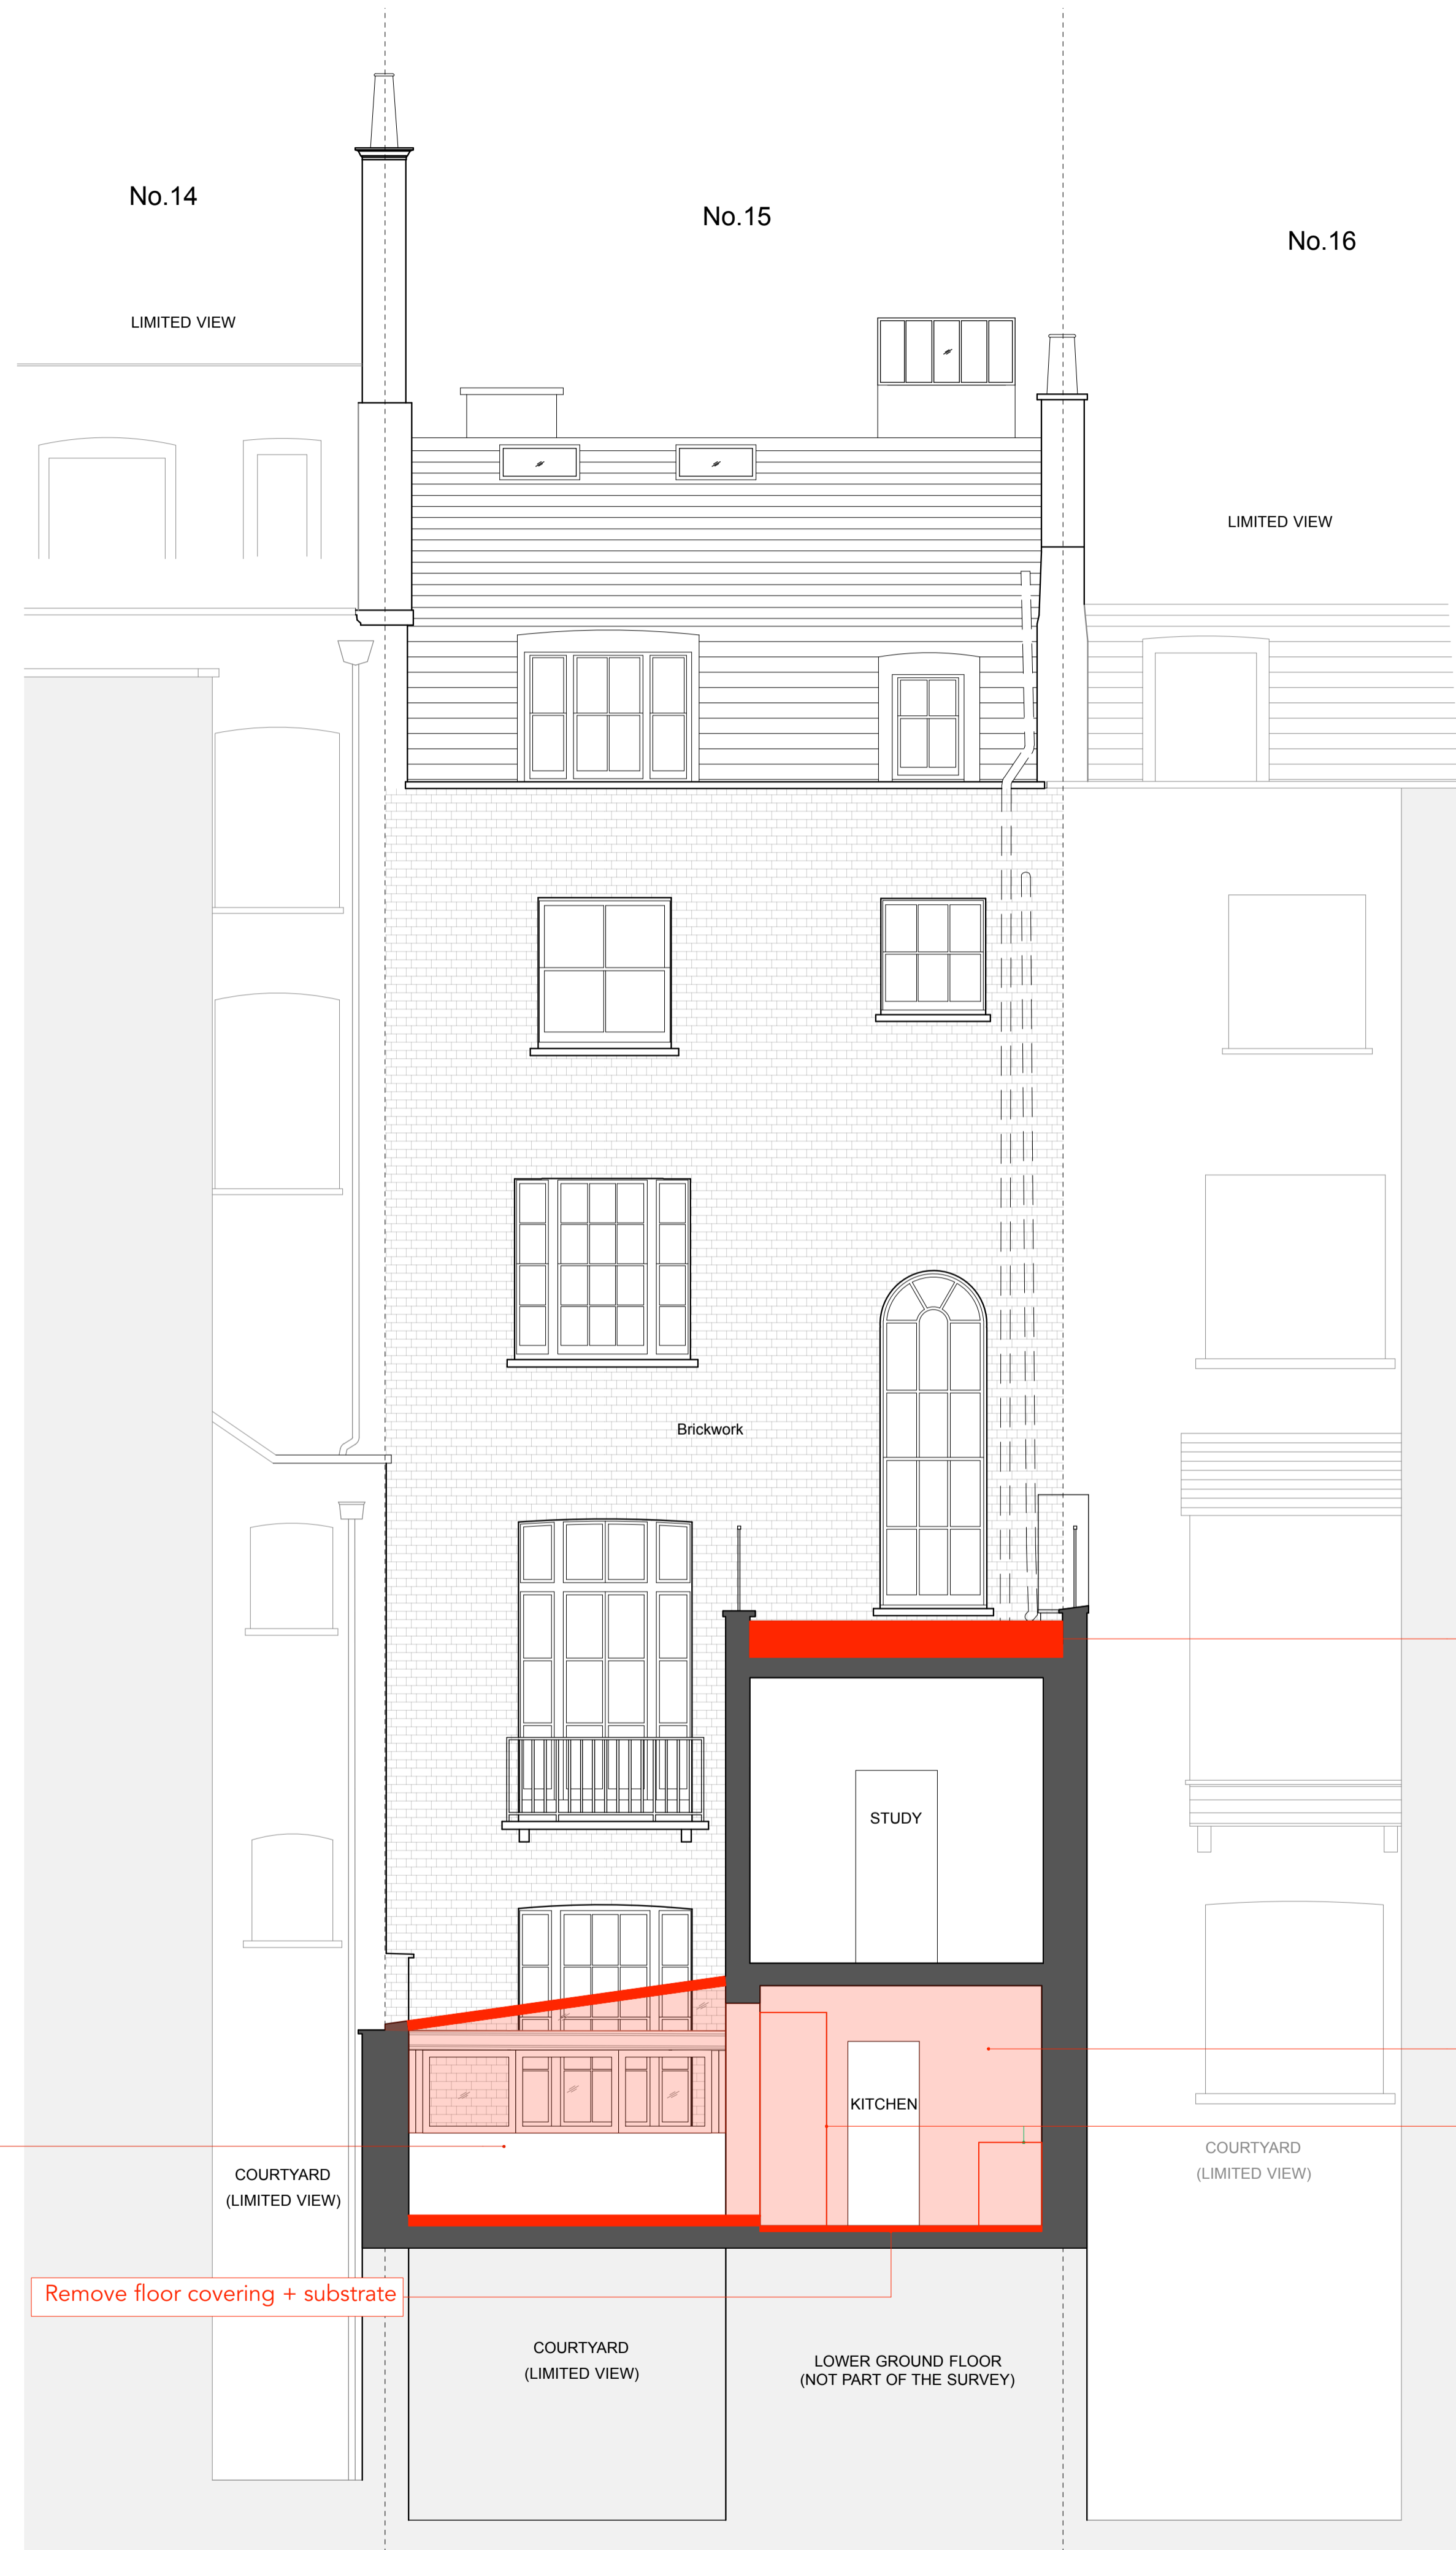 No.14
No.15
No.16
LIMITED VIEW
LIMITED VIEW
Brickwork
STUDY
KITCHEN
COURTYARD
(LIMITED VIEW)
COURTYARD
(LIMITED VIEW)
Remove floor covering + substrate
COURTYARD
(LIMITED VIEW)
LOWER GROUND FLOOR
(NOT PART OF THE SURVEY)